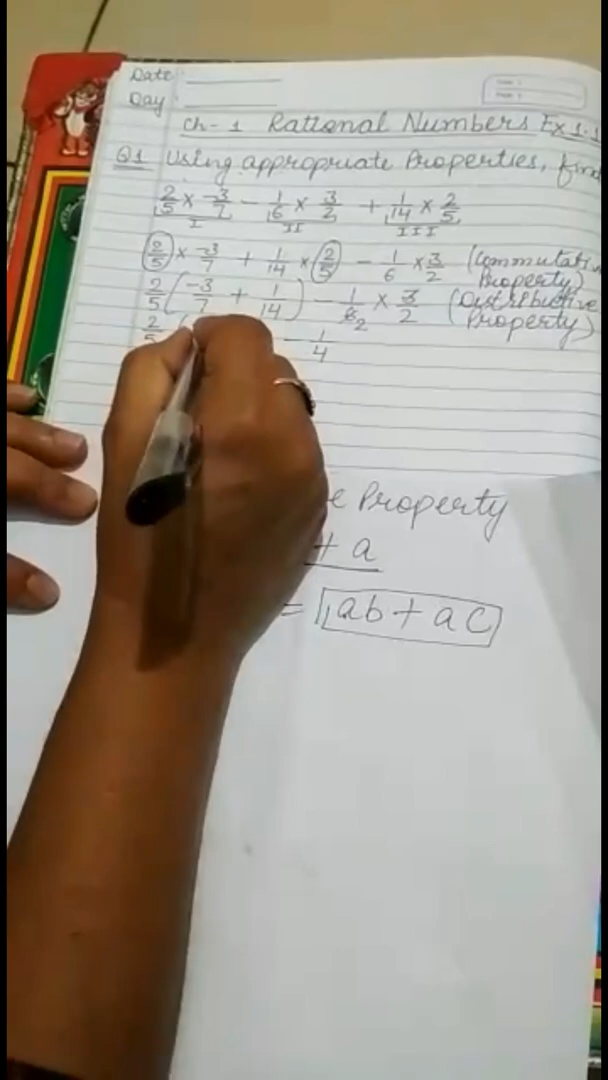 Date
Day
Ch-1 Rational Numbers Ex 1.1
Q1 Using appropriate Properties, find
2/5 × -3/7 - 1/6 × 3/2 + 1/14 × 2/5
I II III
2/5 × -3/7 + 1/14 × 2/5 - 1/6 × 3/2 (Commutative Property)
2/5 ( -3/7 + 1/14 ) - 1/6 2 × 3/2 (Distributive Property)
2/5 ( - 1/4
e Property
+ a
= ab + ac